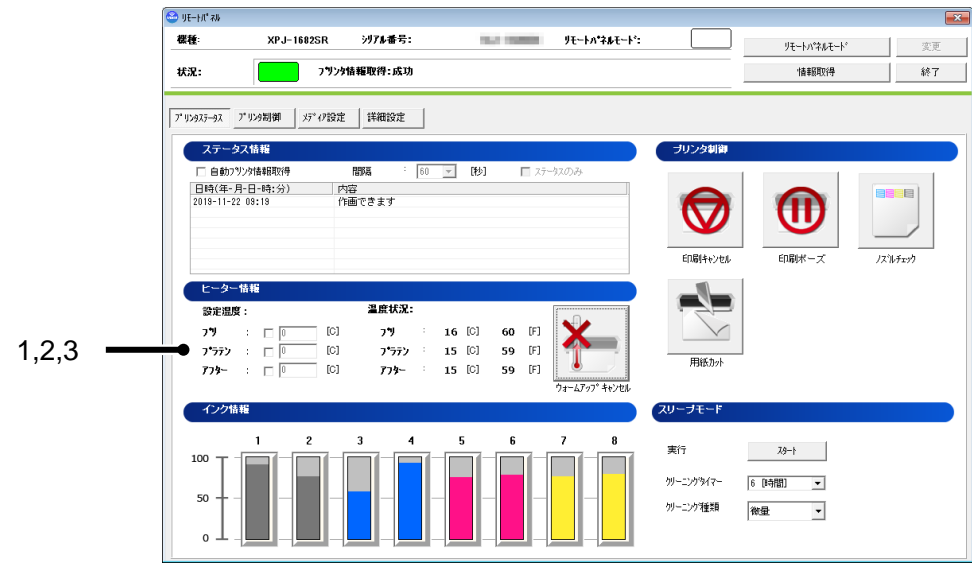 リモートパネル
機種: XPJ-1682SR シリアル番号: リモートパネルモード:
リモートパネルモード 変更
状況: プリンタ情報取得:成功
情報取得 終了
プリンタステータス プリンタ制御 メディア設定 詳細設定
ステータス情報
自動プリンタ情報取得 間隔 : 60 [秒] ステータスのみ
日時(年-月-日-時:分) 内容
2019-11-22 09:19 作画できます
ヒーター情報
設定温度: 温度状況:
プリ : 0 [C] プリ : 16 [C] 60 [F]
1,2,3
プラテン : 0 [C] プラテン : 15 [C] 59 [F]
アフター : 0 [C] アフター : 15 [C] 59 [F]
ウォームアップ キャンセル
インク情報
1 2 3 4 5 6 7 8
100
50
0
プリンタ制御
印刷キャンセル 印刷ポーズ ノズルチェック
用紙カット
スリープモード
実行 スタート
クリーニングタイマー 6 [時間]
クリーニング種類 微量